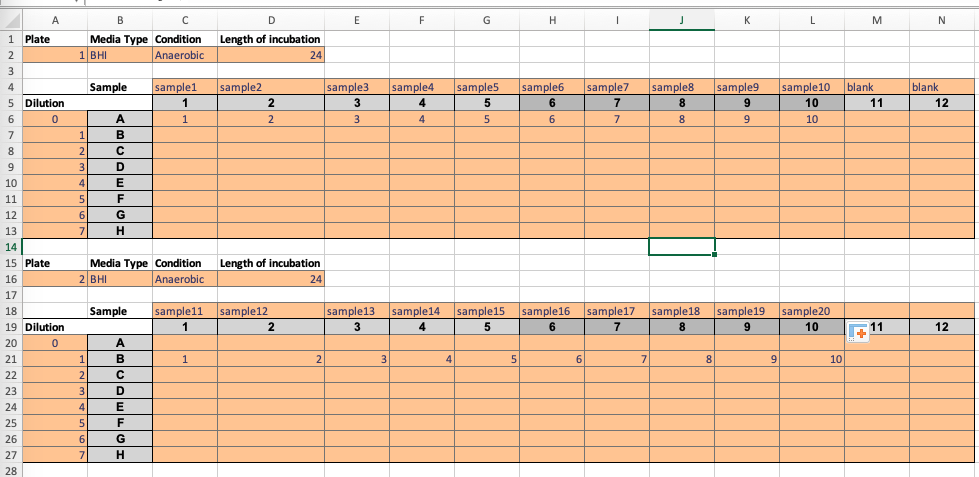 A B C D E F G H I J K L M N
1 Plate Media Type Condition Length of incubation
2 1 BHI Anaerobic 24
3
4 Sample sample1 sample2 sample3 sample4 sample5 sample6 sample7 sample8 sample9 sample10 blank blank
5 Dilution 1 2 3 4 5 6 7 8 9 10 11 12
6 0 A 1 2 3 4 5 6 7 8 9 10
7 1 B
8 2 C
9 3 D
10 4 E
11 5 F
12 6 G
13 7 H
14
15 Plate Media Type Condition Length of incubation
16 2 BHI Anaerobic 24
17
18 Sample sample11 sample12 sample13 sample14 sample15 sample16 sample17 sample18 sample19 sample20
19 Dilution 1 2 3 4 5 6 7 8 9 10 11 12
20 0 A
21 1 B 1 2 3 4 5 6 7 8 9 10
22 2 C
23 3 D
24 4 E
25 5 F
26 6 G
27 7 H
28